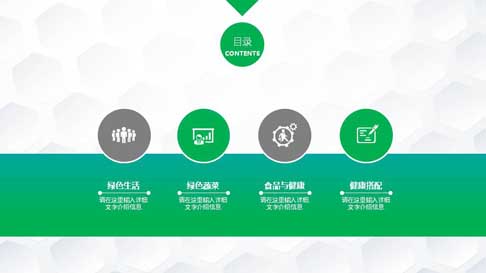 目录
CONTENTS
绿色生活
请在这里输入详细
文字介绍信息
绿色蔬菜
请在这里输入详细
文字介绍信息
食品与健康
请在这里输入详细
文字介绍信息
健康搭配
请在这里输入详细
文字介绍信息